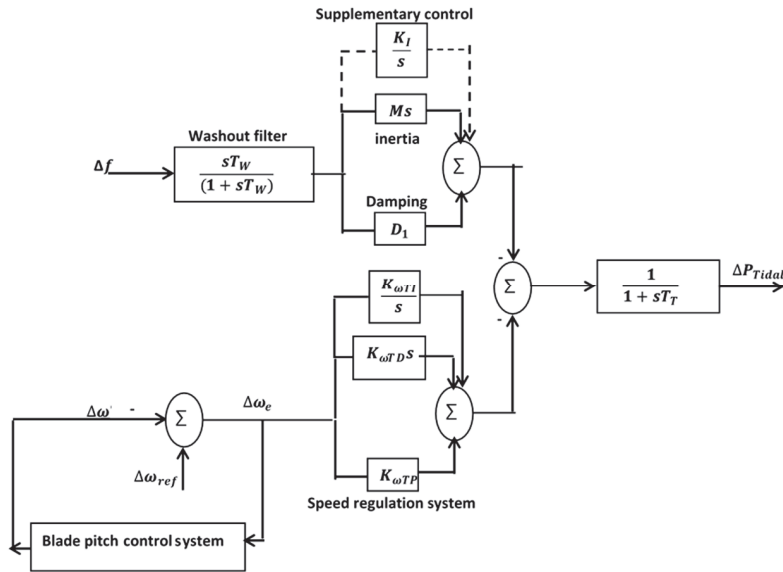 Supplementary control
K_I
s
Ms
inertia
Washout filter
Δf
sT_W
(1 + sT_W)
Σ
Damping
D_1
-
K_ωTI
s
Σ
1
1 + sT_T
ΔP_Tidal
-
K_ωTD s
Δω'
-
Σ
Δω_e
Σ
Δω_ref
K_ωTP
Speed regulation system
Blade pitch control system